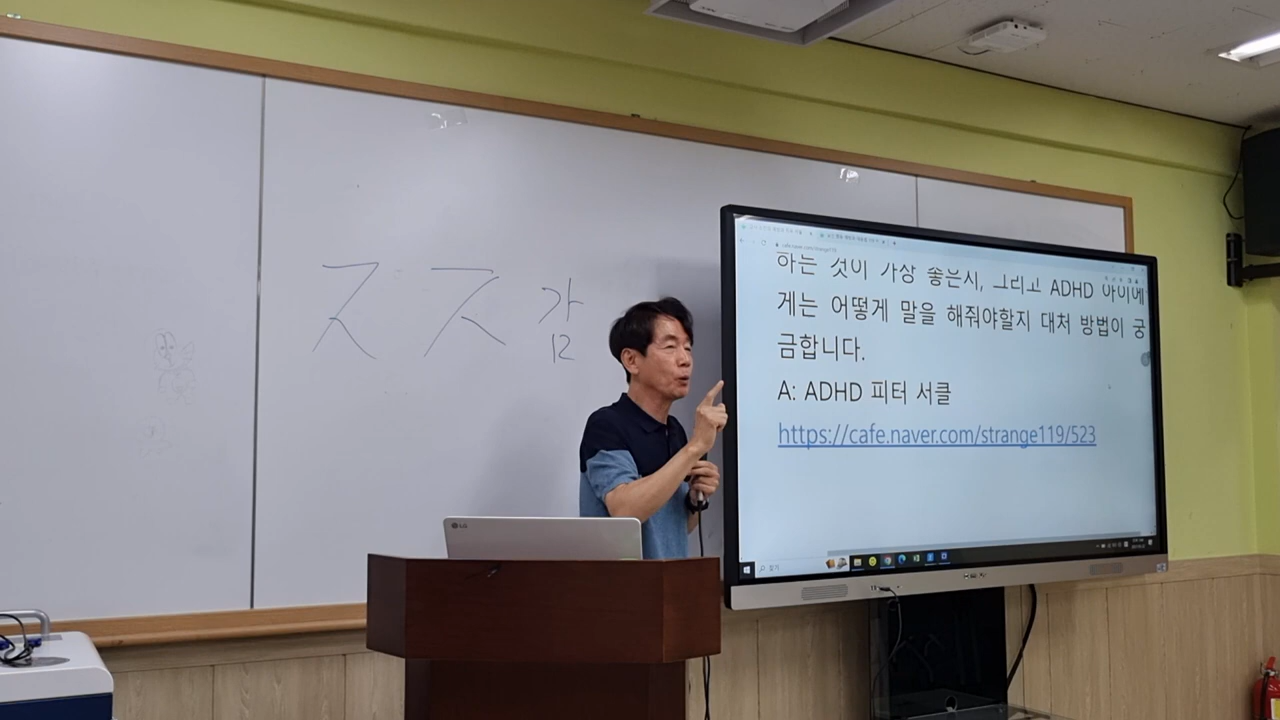 ㅈ ㅈ 감
12
하는 것이 가장 좋은지, 그리고 ADHD 아이에
게는 어떻게 말을 해줘야할지 대처 방법이 궁
금합니다.
A: ADHD 피터 서클
https://cafe.naver.com/strange119/523
LG